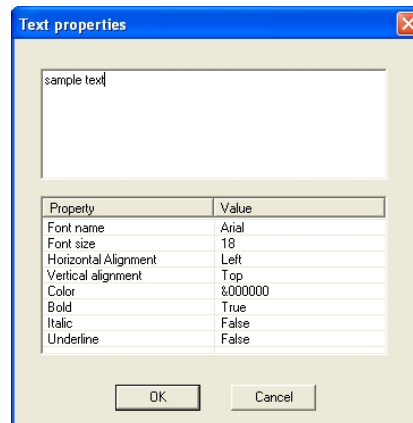 Text properties
sample text
Property Value
Font name Arial
Font size 18
Horizontal Alignment Left
Vertical alignment Top
Color &000000
Bold True
Italic False
Underline False
OK Cancel